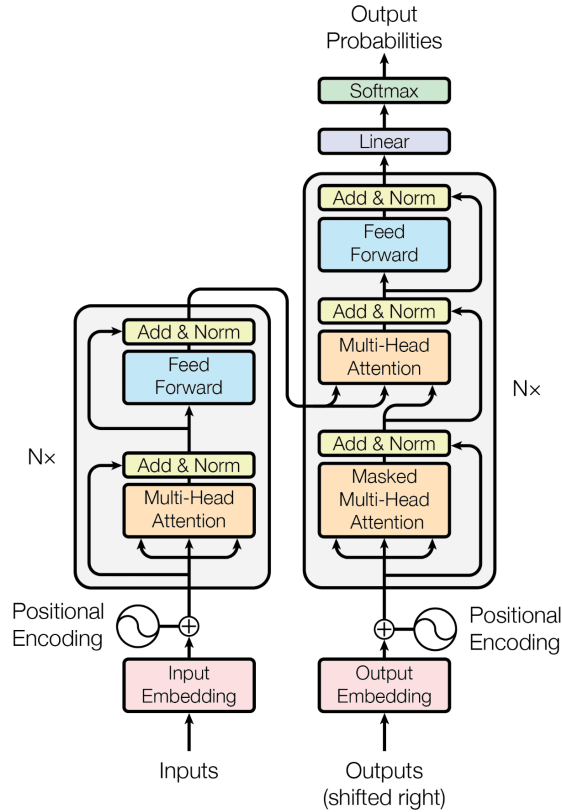 Output
Probabilities
Softmax
Linear
Add & Norm
Feed
Forward
Add & Norm
Multi-Head
Attention
Add & Norm
Masked
Multi-Head
Attention
N×
Add & Norm
Feed
Forward
Add & Norm
Multi-Head
Attention
N×
Positional
Encoding
Positional
Encoding
Input
Embedding
Output
Embedding
Inputs
Outputs
(shifted right)